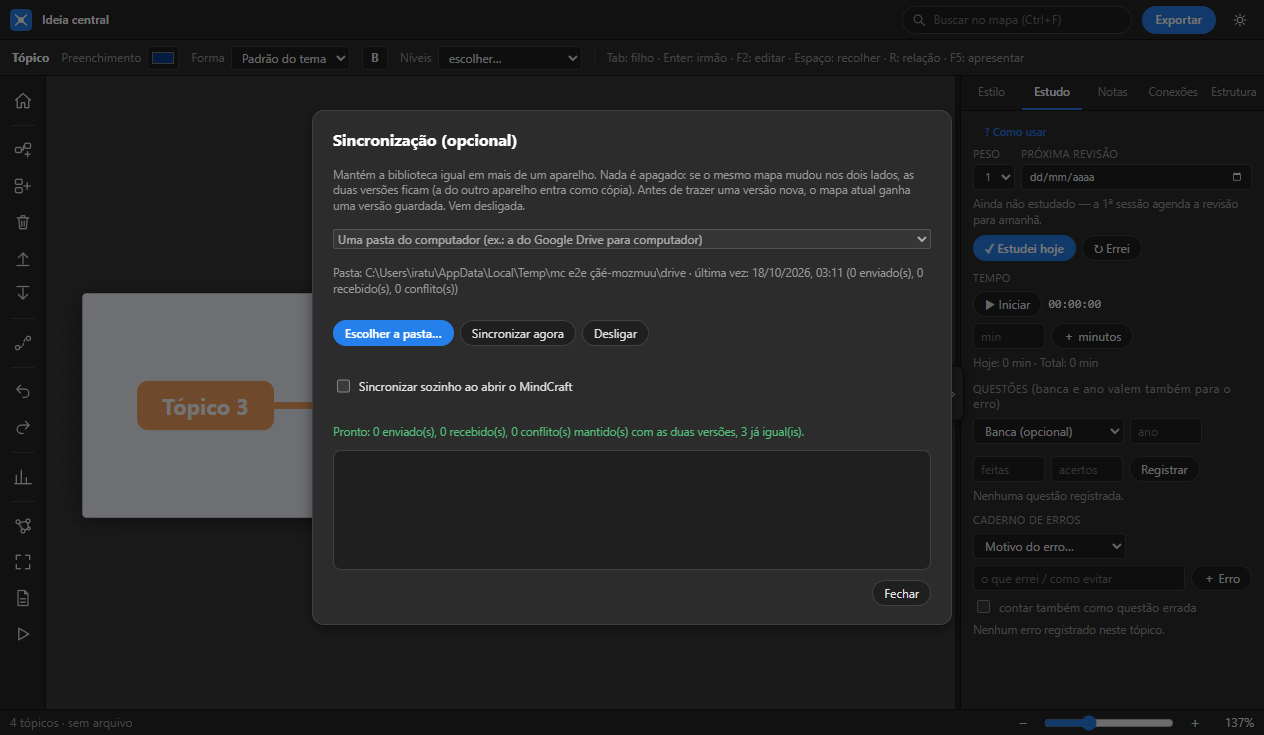 Ideia central
Buscar no mapa (Ctrl+F)
Exportar
Tópico
Preenchimento
Forma
Padrão do tema
B
Níveis
escolher...
Tab: filho · Enter: irmão · F2: editar · Espaço: recolher · R: relação · F5: apresentar
Estilo
Estudo
Notas
Conexões
Estrutura
? Como usar
PESO
PRÓXIMA REVISÃO
1
dd/mm/aaaa
Ainda não estudado — a 1ª sessão agenda a revisão
para amanhã.
✓ Estudei hoje
↻ Errei
TEMPO
▶ Iniciar
00:00:00
min
+ minutos
Hoje: 0 min · Total: 0 min
QUESTÕES (banca e ano valem também para o
erro)
Banca (opcional)
ano
feitas
acertos
Registrar
Nenhuma questão registrada.
CADERNO DE ERROS
Motivo do erro...
o que errei / como evitar
+ Erro
contar também como questão errada
Nenhum erro registrado neste tópico.
Tópico 3
Sincronização (opcional)
Mantém a biblioteca igual em mais de um aparelho. Nada é apagado: se o mesmo mapa mudou nos dois lados, as
duas versões ficam (a do outro aparelho entra como cópia). Antes de trazer uma versão nova, o mapa atual ganha
uma versão guardada. Vem desligada.
Uma pasta do computador (ex.: a do Google Drive para computador)
Pasta: C:\Users\iratu\AppData\Local\Temp\mc e2e çãé-mozmuu\drive · última vez: 18/10/2026, 03:11 (0 enviado(s), 0
recebido(s), 0 conflito(s))
Escolher a pasta...
Sincronizar agora
Desligar
Sincronizar sozinho ao abrir o MindCraft
Pronto: 0 enviado(s), 0 recebido(s), 0 conflito(s) mantido(s) com as duas versões, 3 já igual(is).
Fechar
4 tópicos · sem arquivo
137%